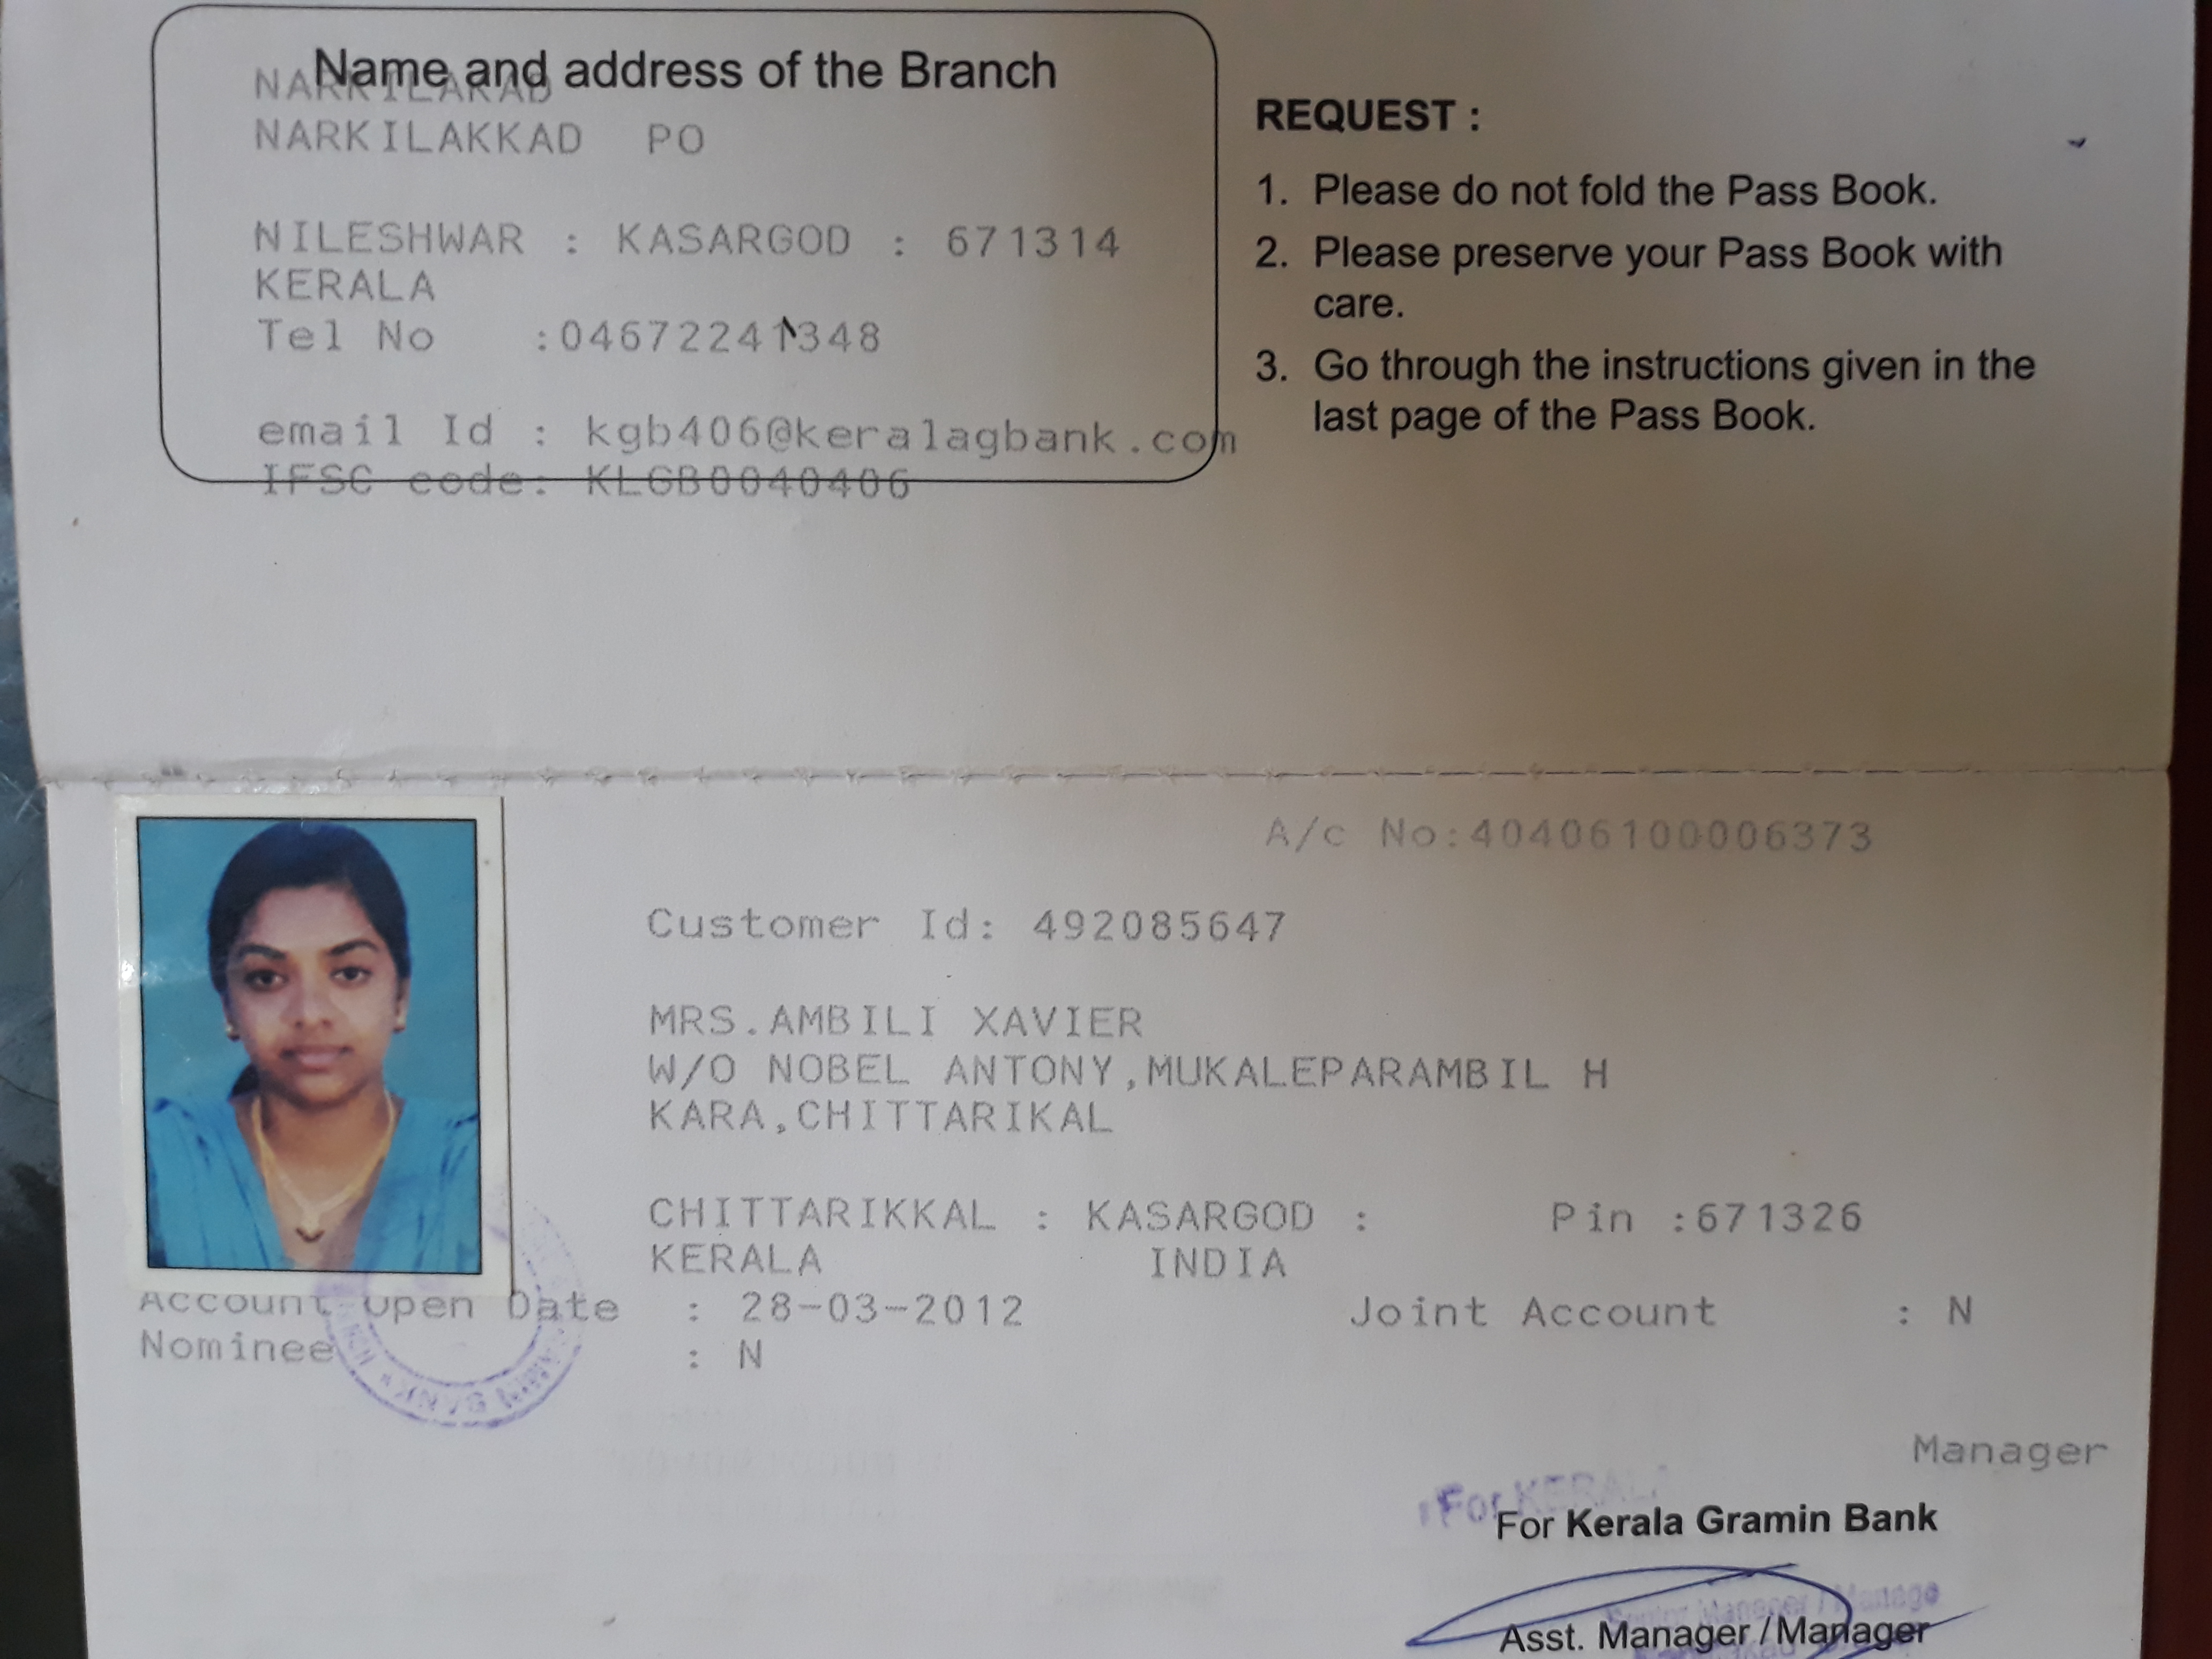 Name and address of the Branch
NARKILAKAD
NARKILAKKAD PO
NILESHWAR : KASARGOD : 671314
KERALA
Tel No :04672241348
email Id : kgb406@keralagbank.com
IFSC code: KLGB0040406
REQUEST :
1. Please do not fold the Pass Book.
2. Please preserve your Pass Book with
care.
3. Go through the instructions given in the
last page of the Pass Book.
A/c No:40406100006373
Customer Id: 492085647
MRS.AMBILI XAVIER
W/O NOBEL ANTONY,MUKALEPARAMBIL H
KARA,CHITTARIKAL
CHITTARIKKAL : KASARGOD : Pin :671326
KERALA INDIA
Account open Date : 28-03-2012 Joint Account : N
Nominee : N
Manager
For KERALA
For Kerala Gramin Bank
Asst. Manager / Manager